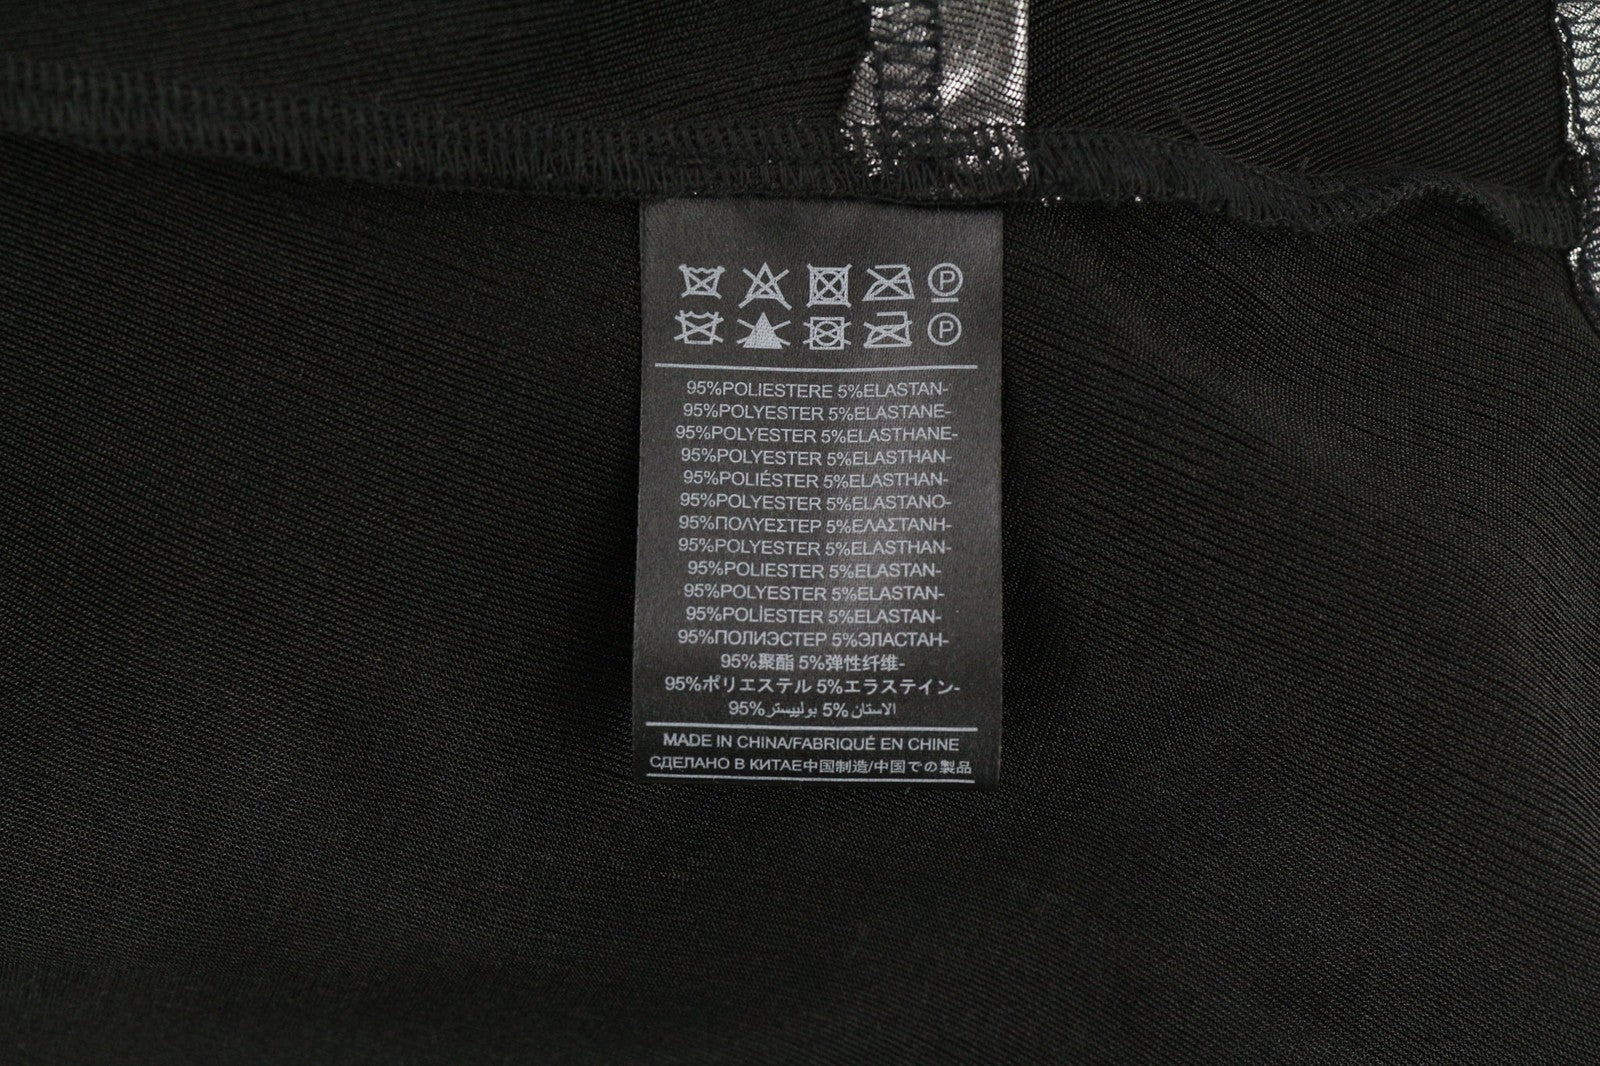 P
P
95%POLIESTERE 5%ELASTAN-
95%POLYESTER 5%ELASTANE-
95%POLYESTER 5%ELASTHANE-
95%POLYESTER 5%ELASTHAN-
95%POLIÉSTER 5%ELASTHAN-
95%POLYESTER 5%ELASTANO-
95%ΠΟΛΥΕΣΤΕΡ 5%ΕΛΑΣΤΑΝΗ-
95%POLYESTER 5%ELASTHAN-
95%POLIESTER 5%ELASTAN-
95%POLYESTER 5%ELASTAN-
95%POLİESTER 5%ELASTAN-
95%ПОЛИЭСТЕР 5%ЭЛАСТАН-
95%聚酯 5%弹性纤维-
95%ポリエステル 5%エラステイン-
95%بوليستر 5%الاستان
MADE IN CHINA/FABRIQUÉ EN CHINE
СДЕЛАНО В КИТАЕ中国制造/中国での製品